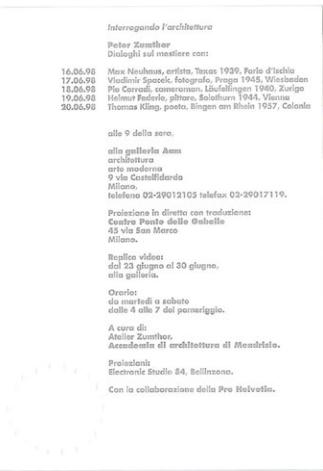 Interrogando l'architettura
Peter Zumthor
Dialoghi sul mestiere con:
16.06.98 Max Neuhaus, artista, Texas 1939, Forio d'Ischia
17.06.98 Vladimir Spacek, fotografo, Praga 1945, Wiesbaden
18.06.98 Pio Corradi, cameraman, Läufelfingen 1940, Zurigo
19.06.98 Helmut Federle, pittore, Solothurn 1944, Vienna
20.06.98 Thomas Kling, poeta, Bingen am Rhein 1957, Colonia
alle 9 della sera,
alla galleria Aam
architettura
arte moderna
9 via Castelfidardo
Milano,
telefono 02-29012105 telefax 02-29017119.
Proiezione in diretta con traduzione:
Centro Ponte delle Gabelle
45 via San Marco
Milano.
Replica video:
dal 23 giugno al 30 giugno,
alla galleria.
Orario:
da martedì a sabato
dalle 4 alle 7 del pomeriggio.
A cura di:
Atelier Zumthor,
Accademia di architettura di Mendrisio.
Proiezioni:
Electronic Studio 84, Bellinzona.
Con la collaborazione della Pro Helvetia.